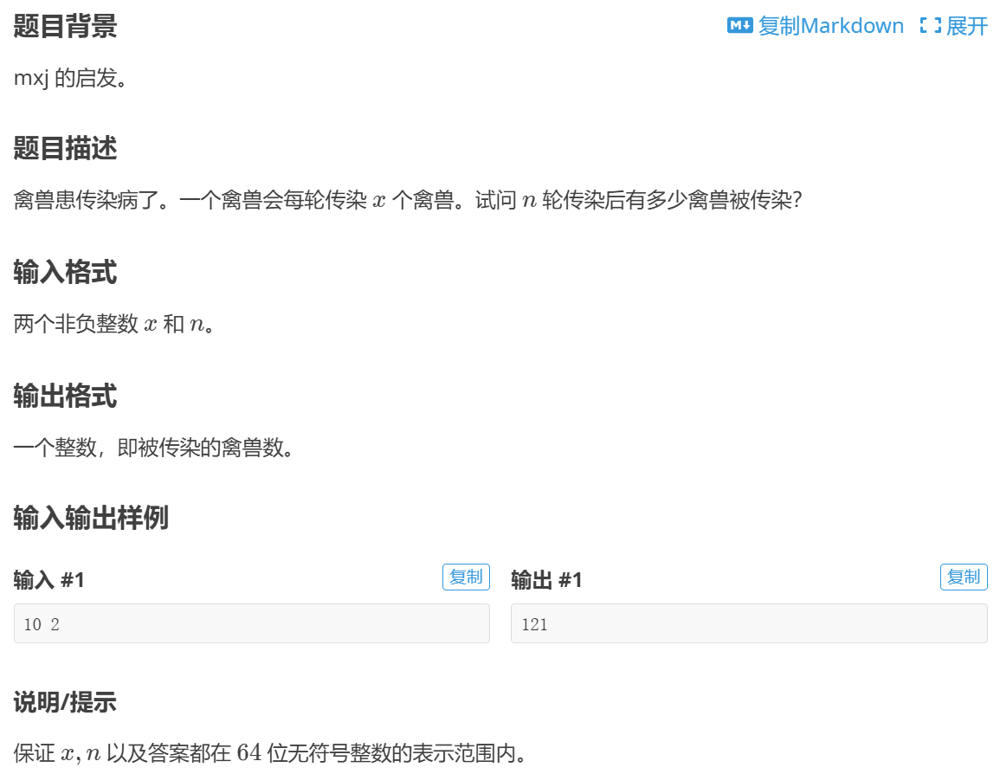 题目背景
复制Markdown 展开
mxj 的启发。
题目描述
禽兽患传染病了。一个禽兽会每轮传染 x 个禽兽。试问 n 轮传染后有多少禽兽被传染？
输入格式
两个非负整数 x 和 n。
输出格式
一个整数，即被传染的禽兽数。
输入输出样例
输入 #1 复制
10 2
输出 #1 复制
121
说明/提示
保证 x, n 以及答案都在 64 位无符号整数的表示范围内。